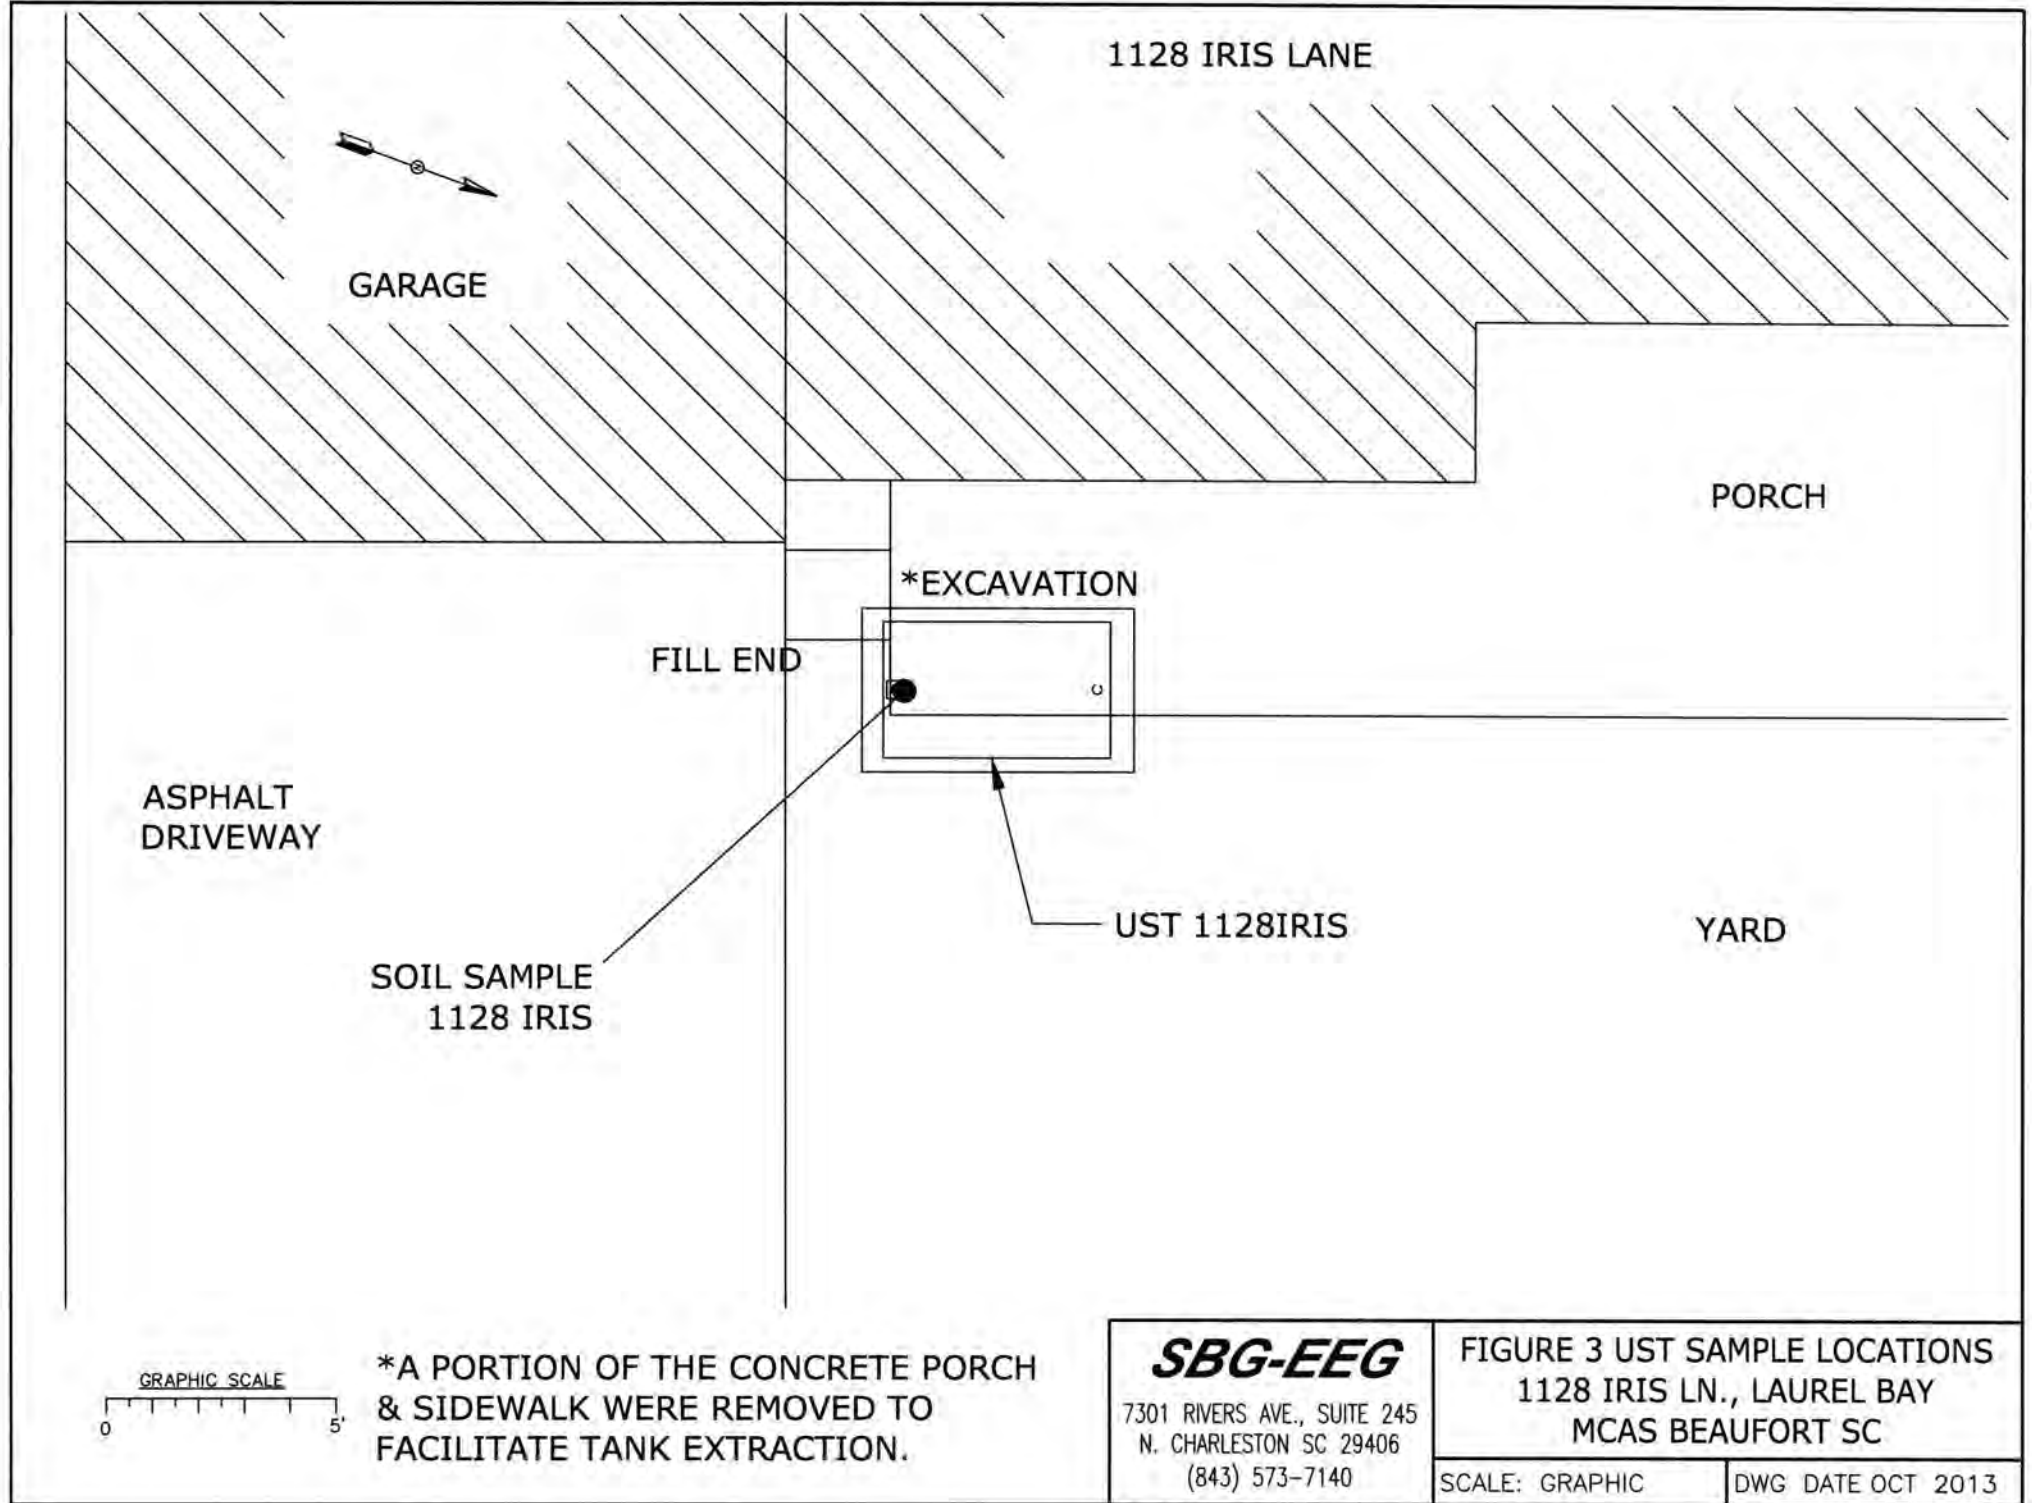 1128 IRIS LANE
GARAGE
PORCH
*EXCAVATION
FILL END
C
ASPHALT
DRIVEWAY
UST 1128IRIS
YARD
SOIL SAMPLE
1128 IRIS
GRAPHIC SCALE
0 5'
*A PORTION OF THE CONCRETE PORCH
& SIDEWALK WERE REMOVED TO
FACILITATE TANK EXTRACTION.
SBG-EEG
7301 RIVERS AVE., SUITE 245
N. CHARLESTON SC 29406
(843) 573-7140
FIGURE 3 UST SAMPLE LOCATIONS
1128 IRIS LN., LAUREL BAY
MCAS BEAUFORT SC
SCALE: GRAPHIC
DWG DATE OCT 2013